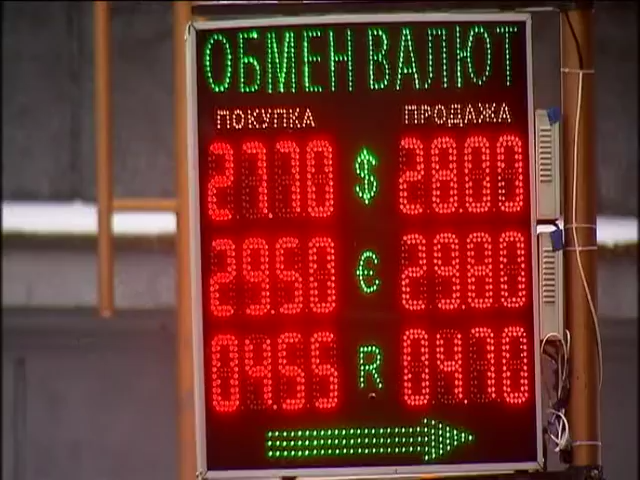 ОБМЕН ВАЛЮТ
ПОКУПКА ПРОДАЖА
27.70 $ 28.00
29.50 € 29.80
04.55 R 04.70